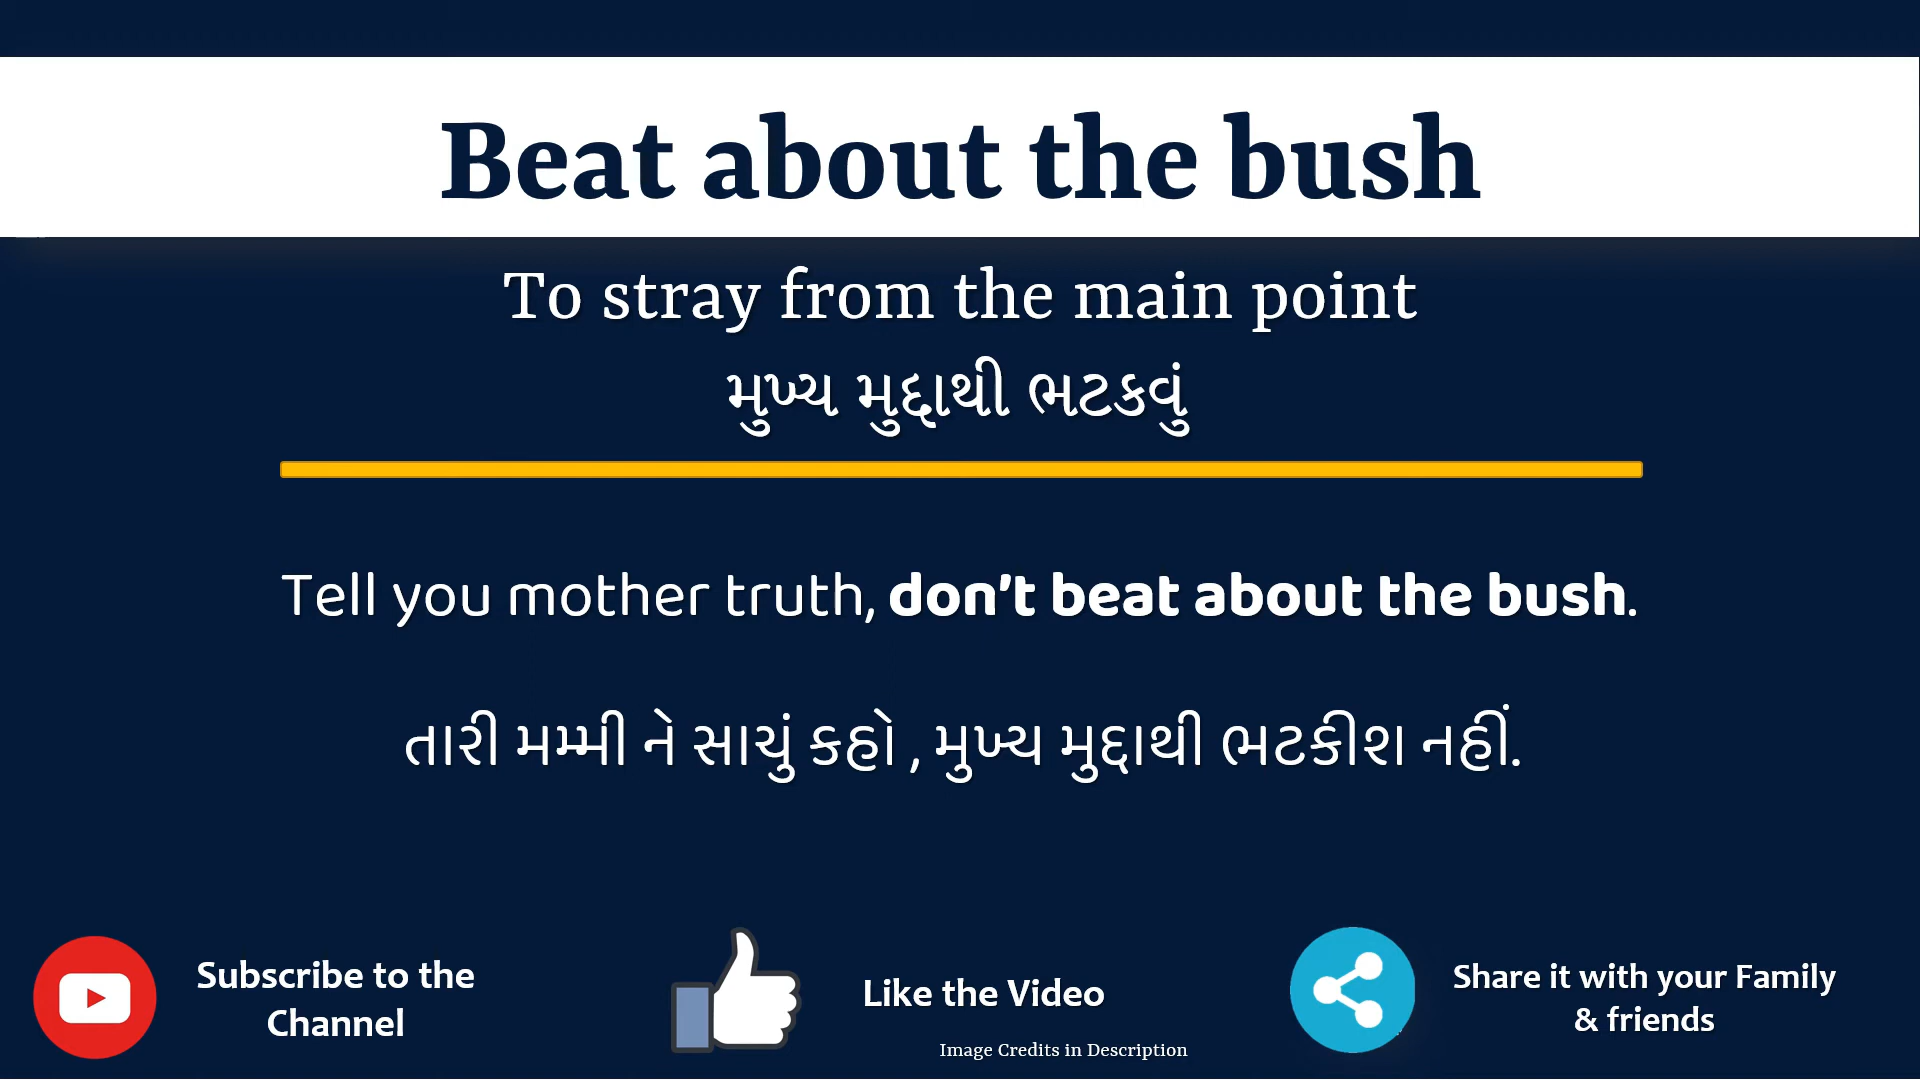 Beat about the bush
To stray from the main point
મુખ્ય મુદ્દાથી ભટકવું
Tell you mother truth, don't beat about the bush.
તારી મમ્મી ને સાચું કહો , મુખ્ય મુદ્દાથી ભટકીશ નહીં.
Subscribe to the
Channel
Like the Video
Share it with your Family
& friends
Image Credits in Description